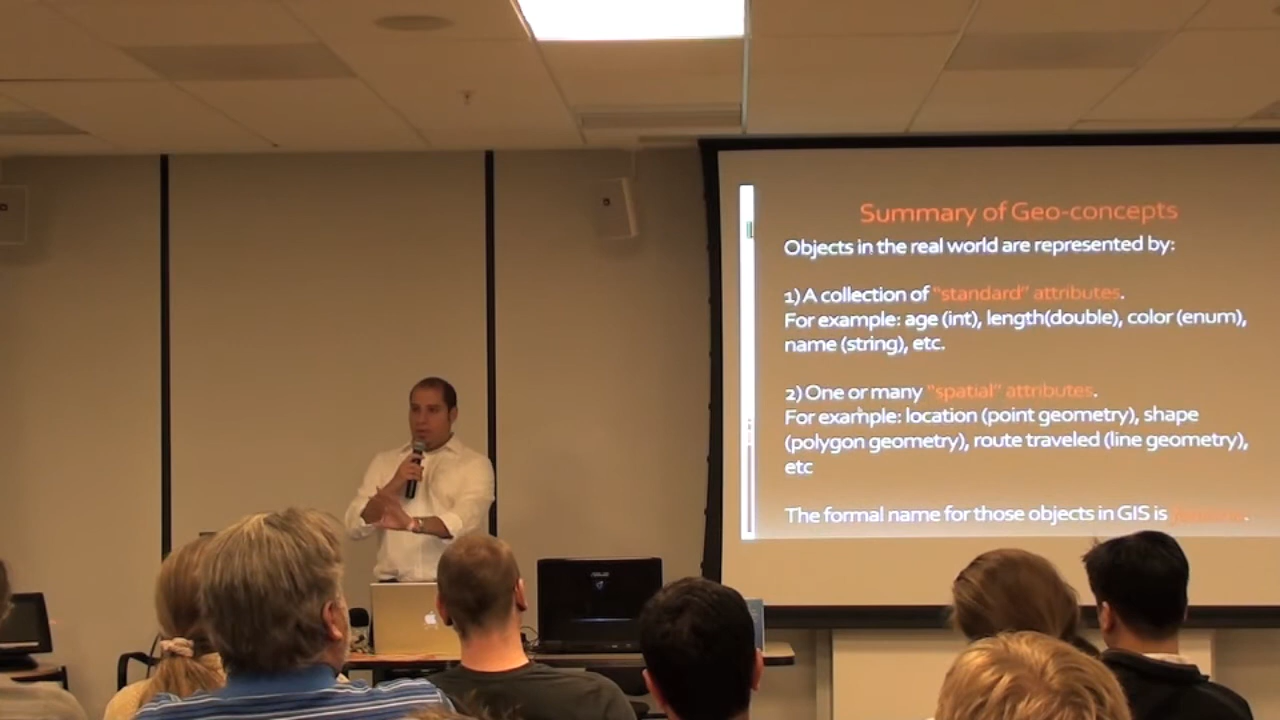 Summary of Geo-concepts
Objects in the real world are represented by:
1) A collection of "standard" attributes.
For example: age (int), length(double), color (enum),
name (string), etc.
2) One or many "spatial" attributes.
For example: location (point geometry), shape
(polygon geometry), route traveled (line geometry),
etc
The formal name for those objects in GIS is